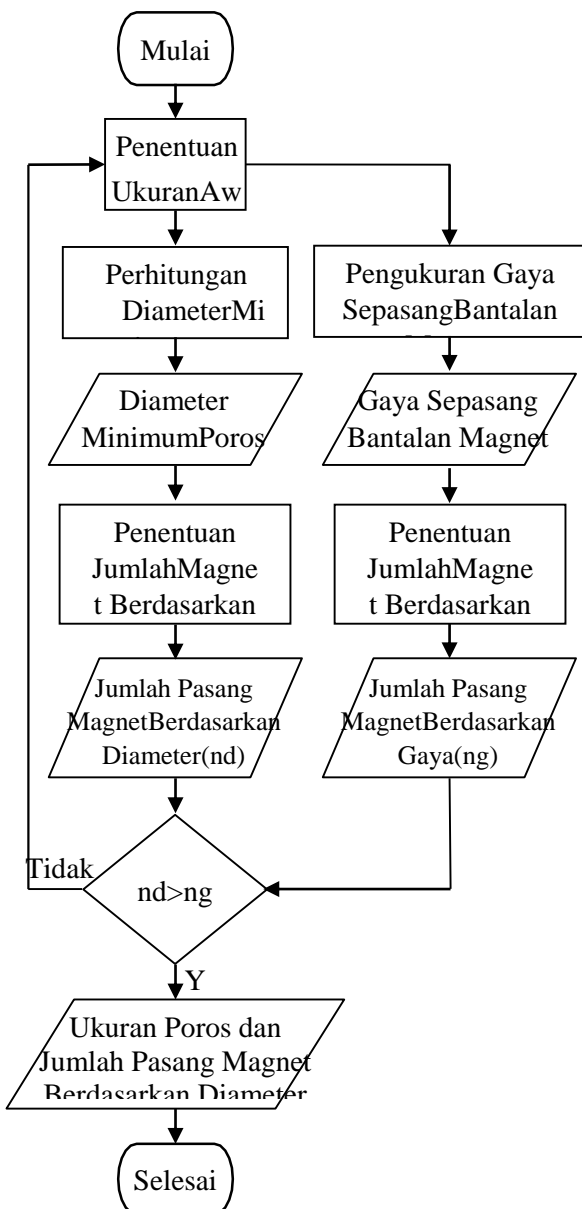 Mulai
Penentuan
UkuranAw
Perhitungan
DiameterMi
Pengukuran Gaya
SepasangBantalan
Diameter
MinimumPoros
Gaya Sepasang
Bantalan Magnet
Penentuan
JumlahMagne
t Berdasarkan
Penentuan
JumlahMagne
t Berdasarkan
Jumlah Pasang
MagnetBerdasarkan
Diameter(nd)
Jumlah Pasang
MagnetBerdasarkan
Gaya(ng)
Tidak
nd>ng
Y
Ukuran Poros dan
Jumlah Pasang Magnet
Berdasarkan Diameter
Selesai